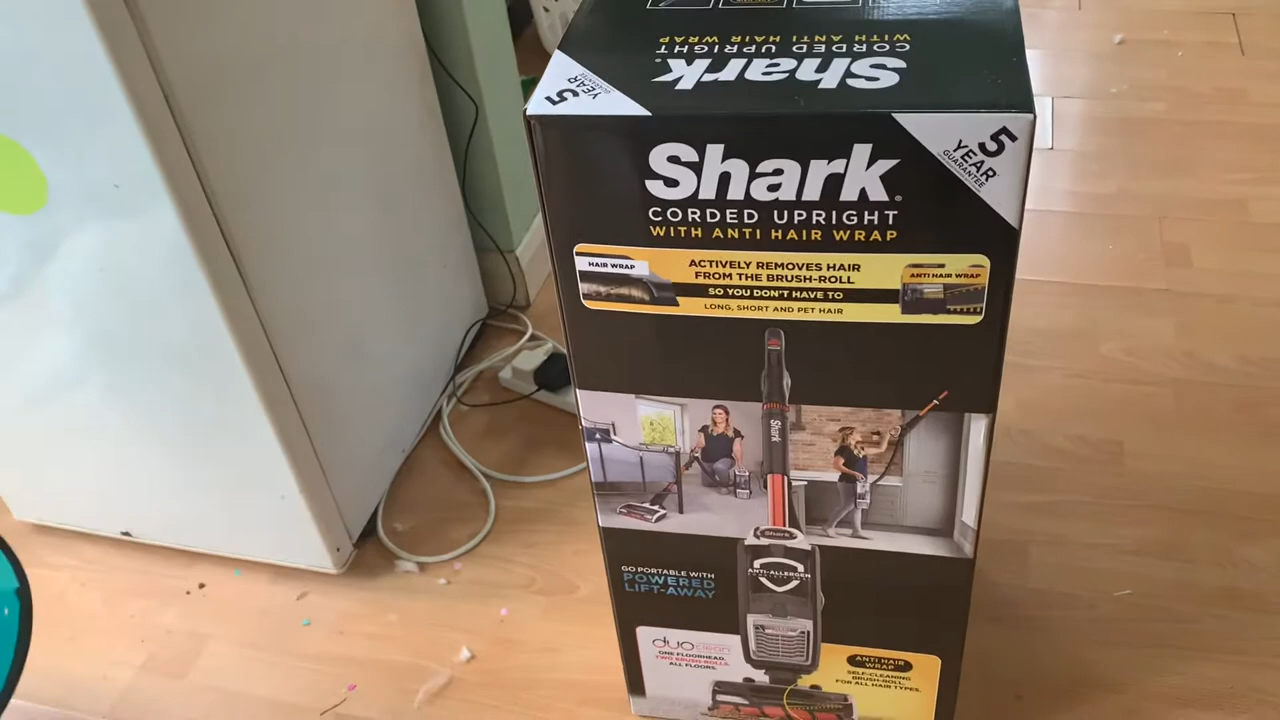 Shark
CORDED UPRIGHT
WITH ANTI HAIR WRAP
5
YEAR
GUARANTEE
Shark
CORDED UPRIGHT
WITH ANTI HAIR WRAP
5
YEAR
GUARANTEE
HAIR WRAP
ACTIVELY REMOVES HAIR
FROM THE BRUSH-ROLL
SO YOU DON'T HAVE TO
LONG, SHORT AND PET HAIR
ANTI HAIR WRAP
Shark
Shark
ANTI-ALLERGEN
GO PORTABLE WITH
POWERED
LIFT-AWAY
duoclean
ONE FLOORHEAD.
TWO BRUSH-ROLLS.
ALL FLOORS.
ANTI HAIR
WRAP
SELF-CLEANING
BRUSH-ROLL.
FOR ALL HAIR TYPES.